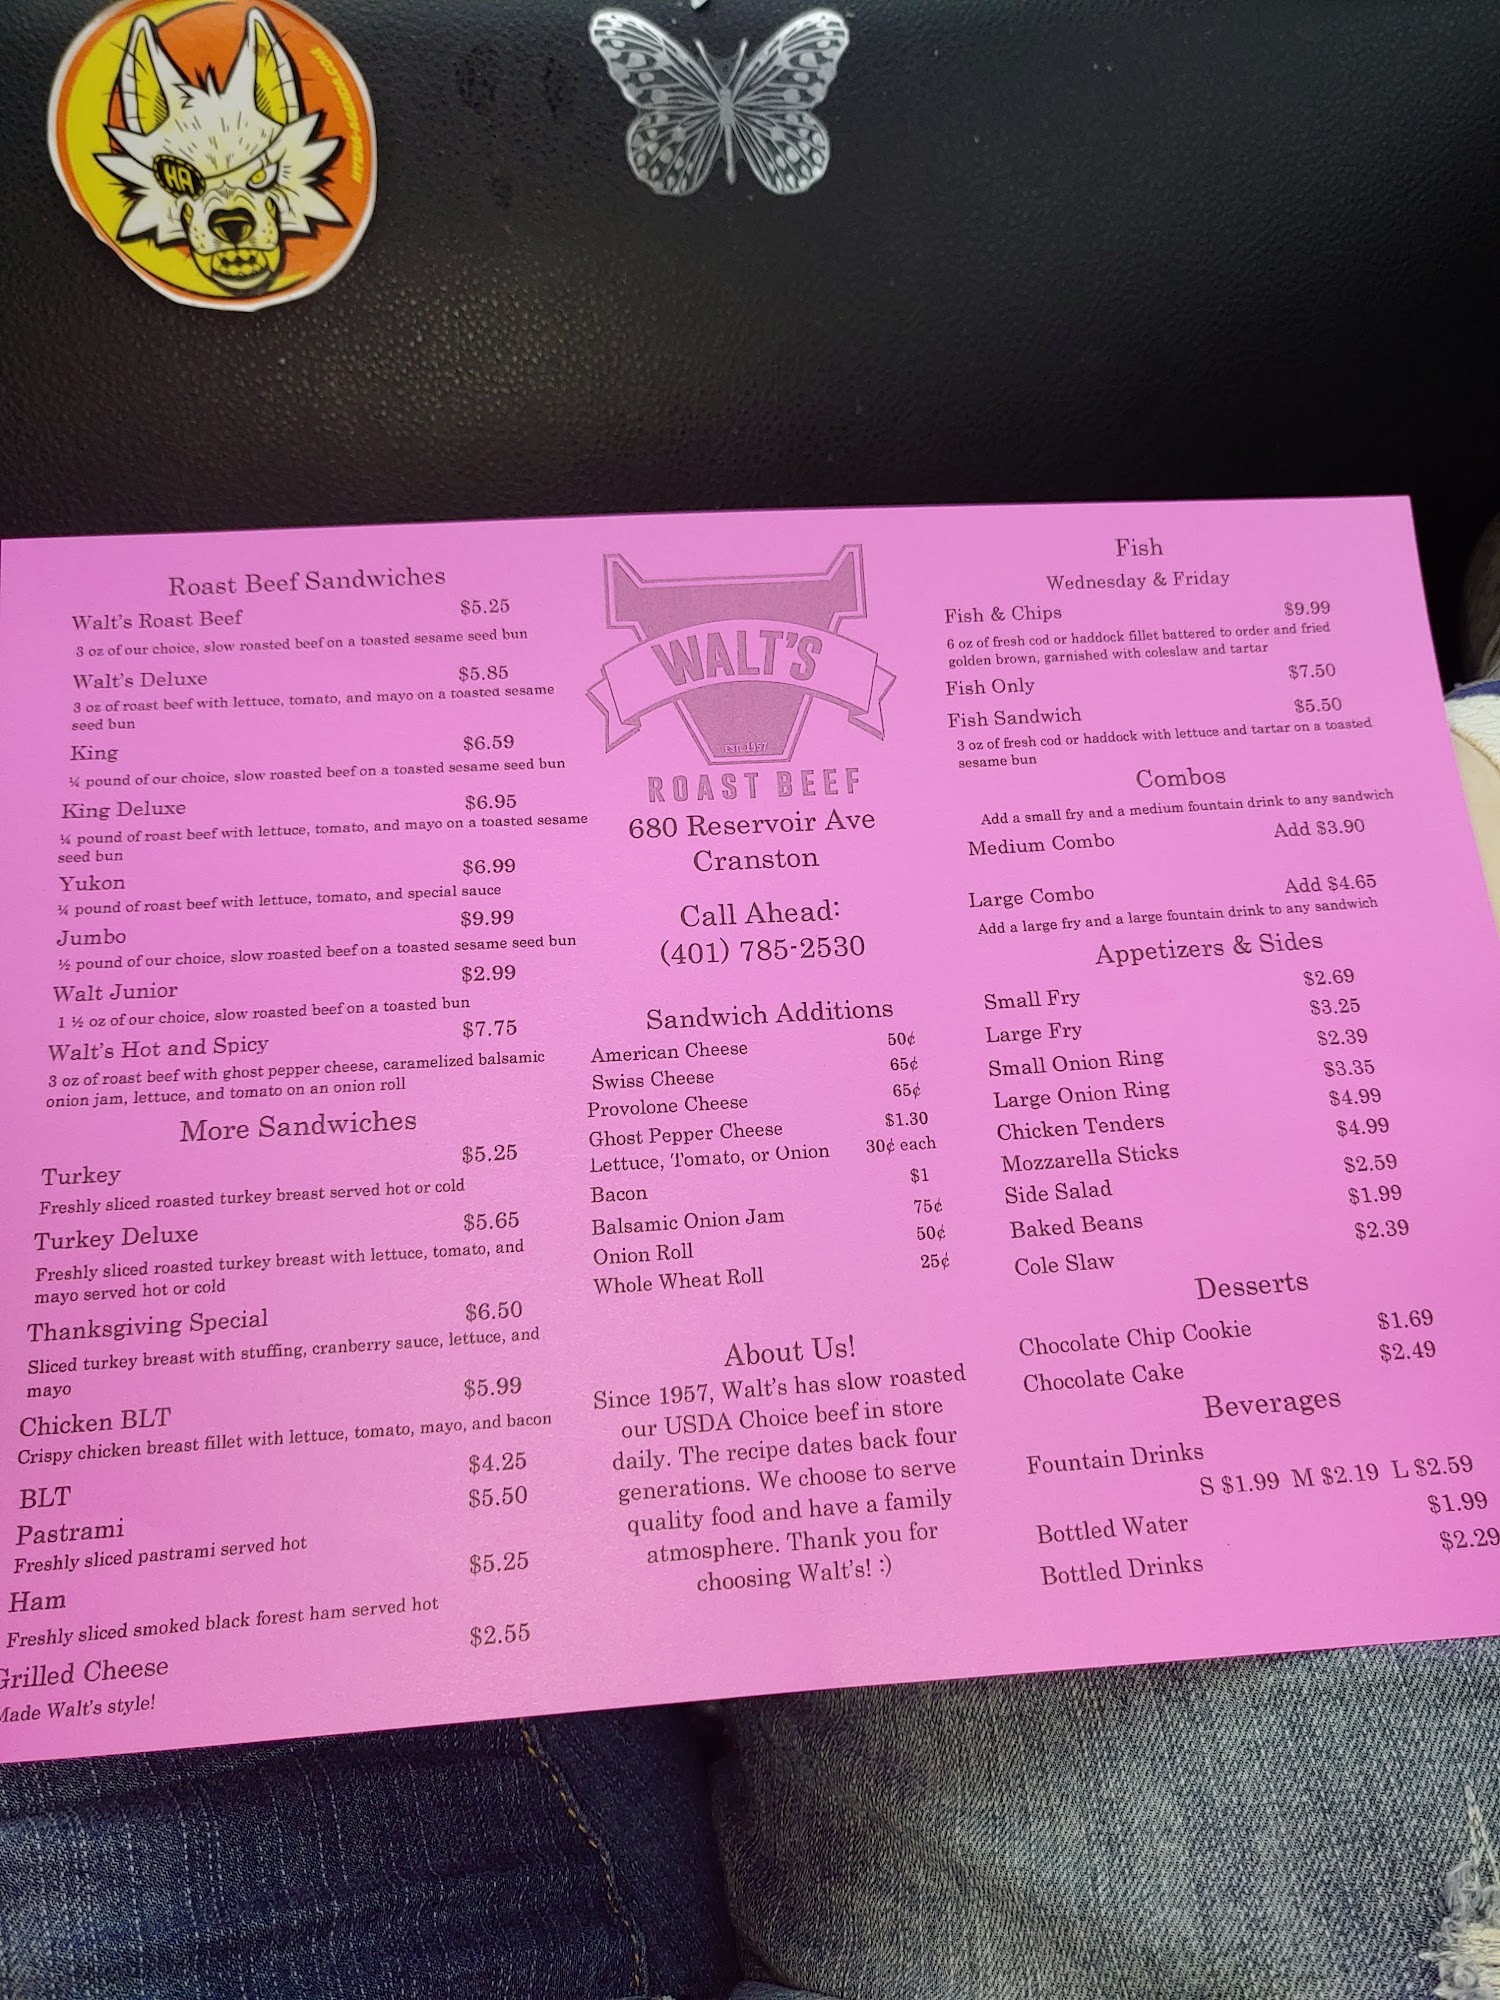 HYENA-AGENDA.COM
HA
Roast Beef Sandwiches
Walt's Roast Beef $5.25
3 oz of our choice, slow roasted beef on a toasted sesame seed bun
Walt's Deluxe $5.85
3 oz of roast beef with lettuce, tomato, and mayo on a toasted sesame
seed bun
King $6.59
¼ pound of our choice, slow roasted beef on a toasted sesame seed bun
King Deluxe $6.95
¼ pound of roast beef with lettuce, tomato, and mayo on a toasted sesame
seed bun
Yukon $6.99
¼ pound of roast beef with lettuce, tomato, and special sauce
Jumbo $9.99
½ pound of our choice, slow roasted beef on a toasted sesame seed bun
Walt Junior $2.99
1 ½ oz of our choice, slow roasted beef on a toasted bun
Walt's Hot and Spicy $7.75
3 oz of roast beef with ghost pepper cheese, caramelized balsamic
onion jam, lettuce, and tomato on an onion roll
More Sandwiches
Turkey $5.25
Freshly sliced roasted turkey breast served hot or cold
Turkey Deluxe $5.65
Freshly sliced roasted turkey breast with lettuce, tomato, and
mayo served hot or cold
Thanksgiving Special $6.50
Sliced turkey breast with stuffing, cranberry sauce, lettuce, and
mayo
Chicken BLT $5.99
Crispy chicken breast fillet with lettuce, tomato, mayo, and bacon
BLT $4.25
Pastrami $5.50
Freshly sliced pastrami served hot
Ham $5.25
Freshly sliced smoked black forest ham served hot
Grilled Cheese $2.55
Made Walt's style!
WALT'S
EST. 1957
ROAST BEEF
680 Reservoir Ave
Cranston
Call Ahead:
(401) 785-2530
Sandwich Additions
American Cheese 50¢
Swiss Cheese 65¢
Provolone Cheese 65¢
Ghost Pepper Cheese $1.30
Lettuce, Tomato, or Onion 30¢ each
Bacon $1
Balsamic Onion Jam 75¢
Onion Roll 50¢
Whole Wheat Roll 25¢
About Us!
Since 1957, Walt's has slow roasted
our USDA Choice beef in store
daily. The recipe dates back four
generations. We choose to serve
quality food and have a family
atmosphere. Thank you for
choosing Walt's! :)
Fish
Wednesday & Friday
Fish & Chips $9.99
6 oz of fresh cod or haddock fillet battered to order and fried
golden brown, garnished with coleslaw and tartar
Fish Only $7.50
Fish Sandwich $5.50
3 oz of fresh cod or haddock with lettuce and tartar on a toasted
sesame bun
Combos
Add a small fry and a medium fountain drink to any sandwich
Medium Combo Add $3.90
Large Combo Add $4.65
Add a large fry and a large fountain drink to any sandwich
Appetizers & Sides
Small Fry $2.69
Large Fry $3.25
Small Onion Ring $2.39
Large Onion Ring $3.35
Chicken Tenders $4.99
Mozzarella Sticks $4.99
Side Salad $2.59
Baked Beans $1.99
Cole Slaw $2.39
Desserts
Chocolate Chip Cookie $1.69
Chocolate Cake $2.49
Beverages
Fountain Drinks
S $1.99 M $2.19 L $2.59
Bottled Water $1.99
Bottled Drinks $2.29